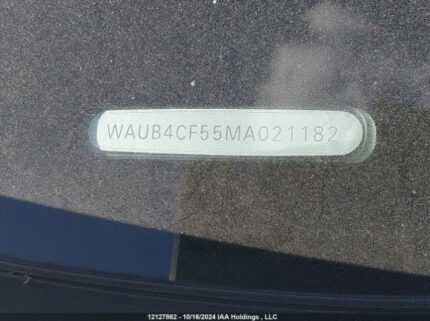 WAUB4CF55MA021182
12127862 - 10/16/2024 IAA Holdings , LLC